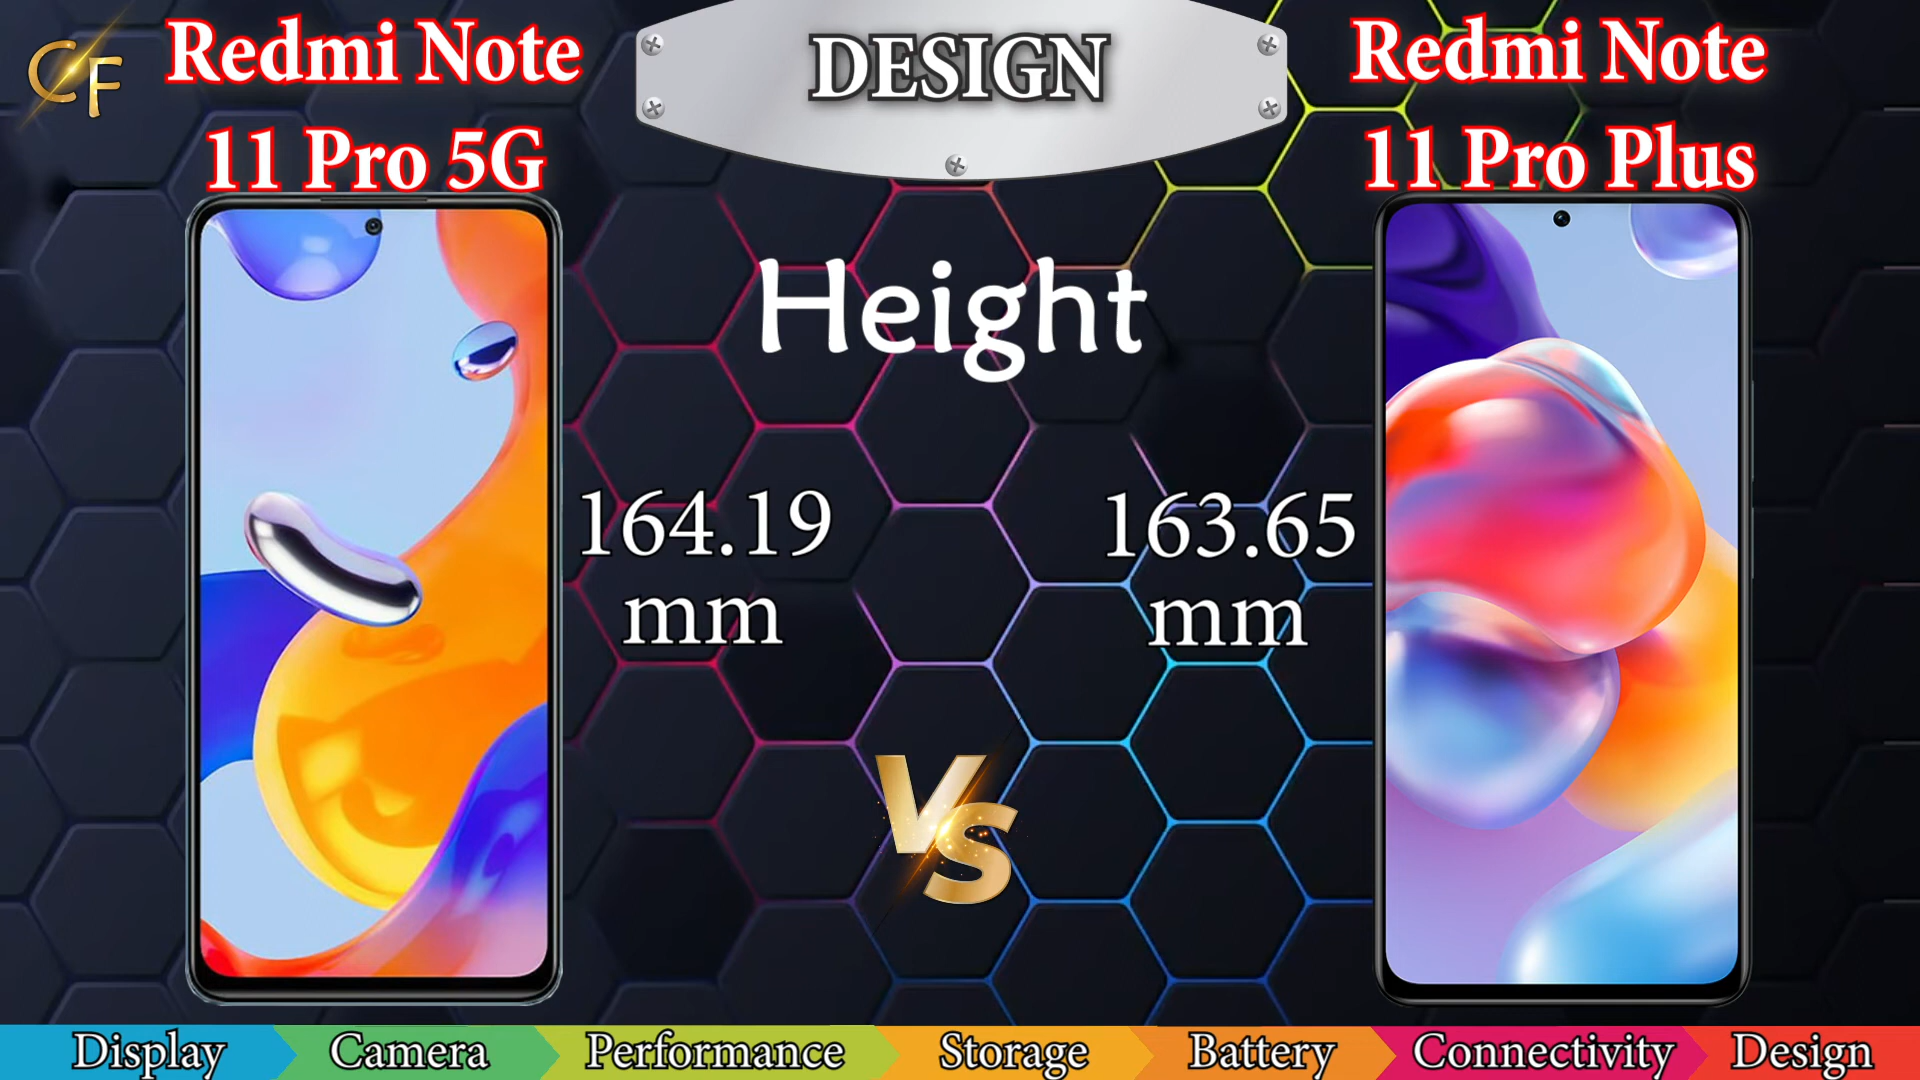 CF
Redmi Note
11 Pro 5G
DESIGN
Redmi Note
11 Pro Plus
Height
164.19
mm
163.65
mm
VS
Display
Camera
Performance
Storage
Battery
Connectivity
Design